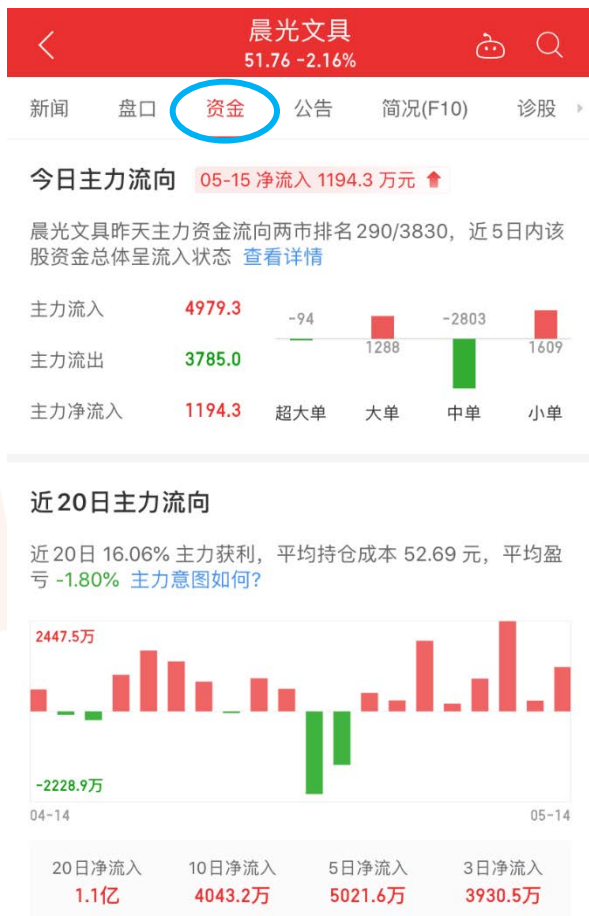 晨光文具
51.76 -2.16%
新闻 盘口 资金 公告 简况(F10) 诊股
今日主力流向 05-15 净流入 1194.3 万元
晨光文具昨天主力资金流向两市排名 290/3830，近 5日内该
股资金总体呈流入状态 查看详情
主力流入 4979.3
主力流出 3785.0
主力净流入 1194.3
-94 1288 -2803 1609
超大单 大单 中单 小单
近20日主力流向
近20日 16.06% 主力获利，平均持仓成本 52.69 元，平均盈
亏 -1.80% 主力意图如何?
2447.5万
-2228.9万
04-14 05-14
20日净流入 10日净流入 5日净流入 3日净流入
1.1亿 4043.2万 5021.6万 3930.5万